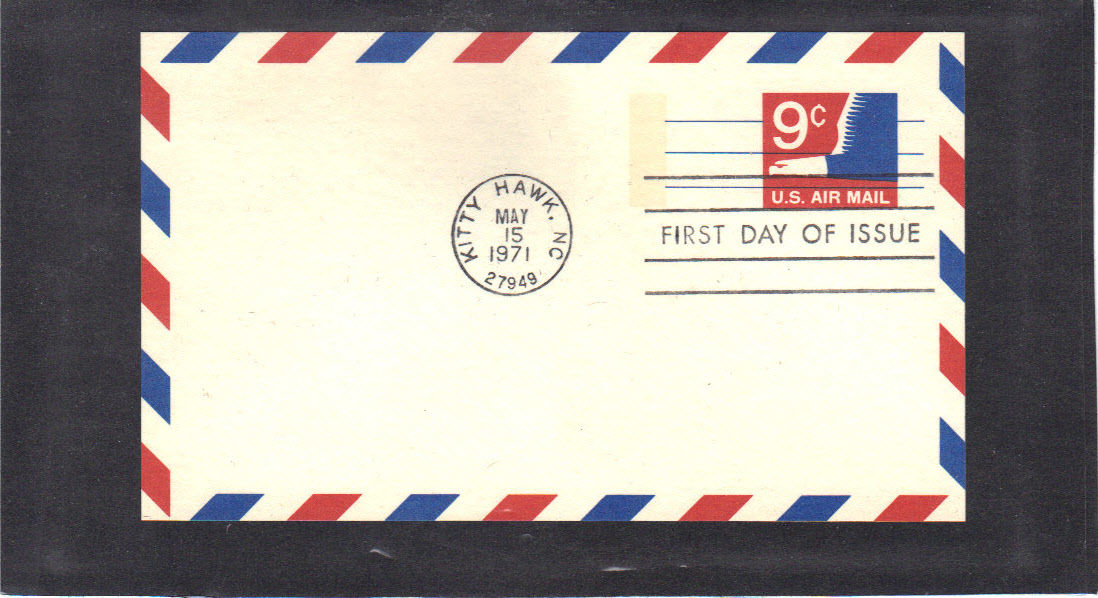 9¢
U.S. AIR MAIL
KITTY HAWK, NC
MAY
15
1971
27949
FIRST DAY OF ISSUE